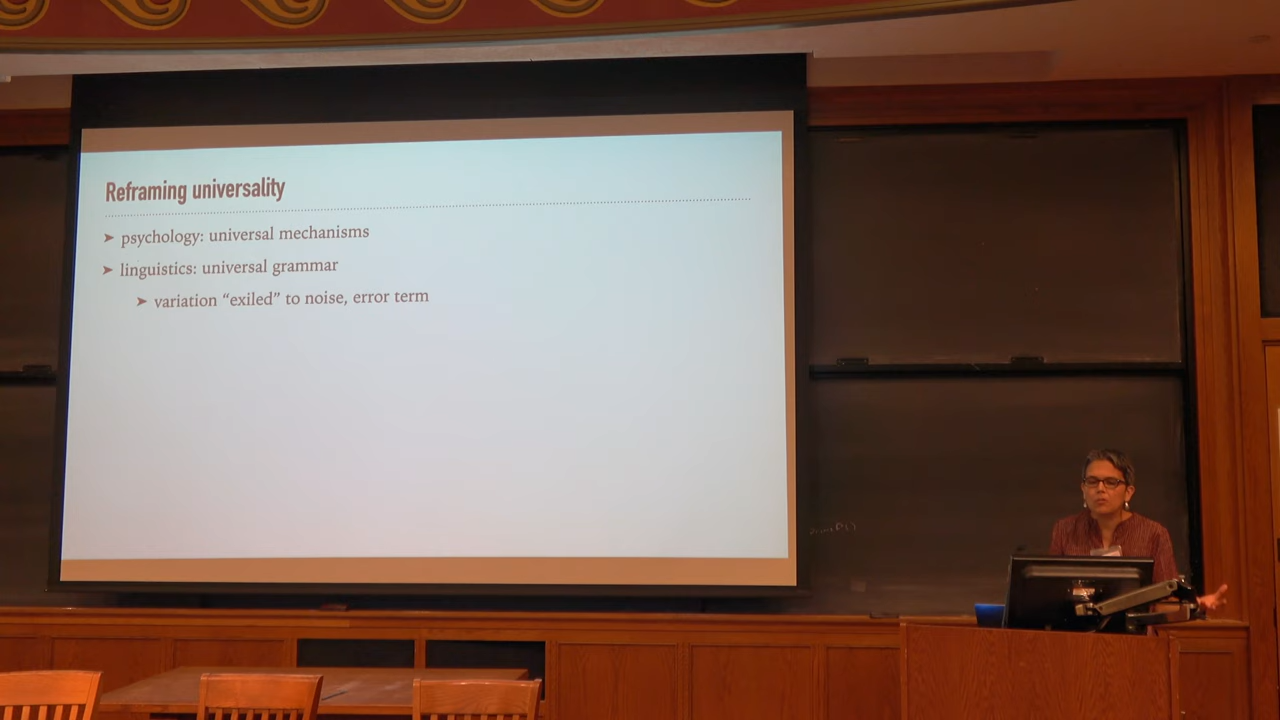 Reframing universality
➤ psychology: universal mechanisms
➤ linguistics: universal grammar
➤ variation “exiled” to noise, error term